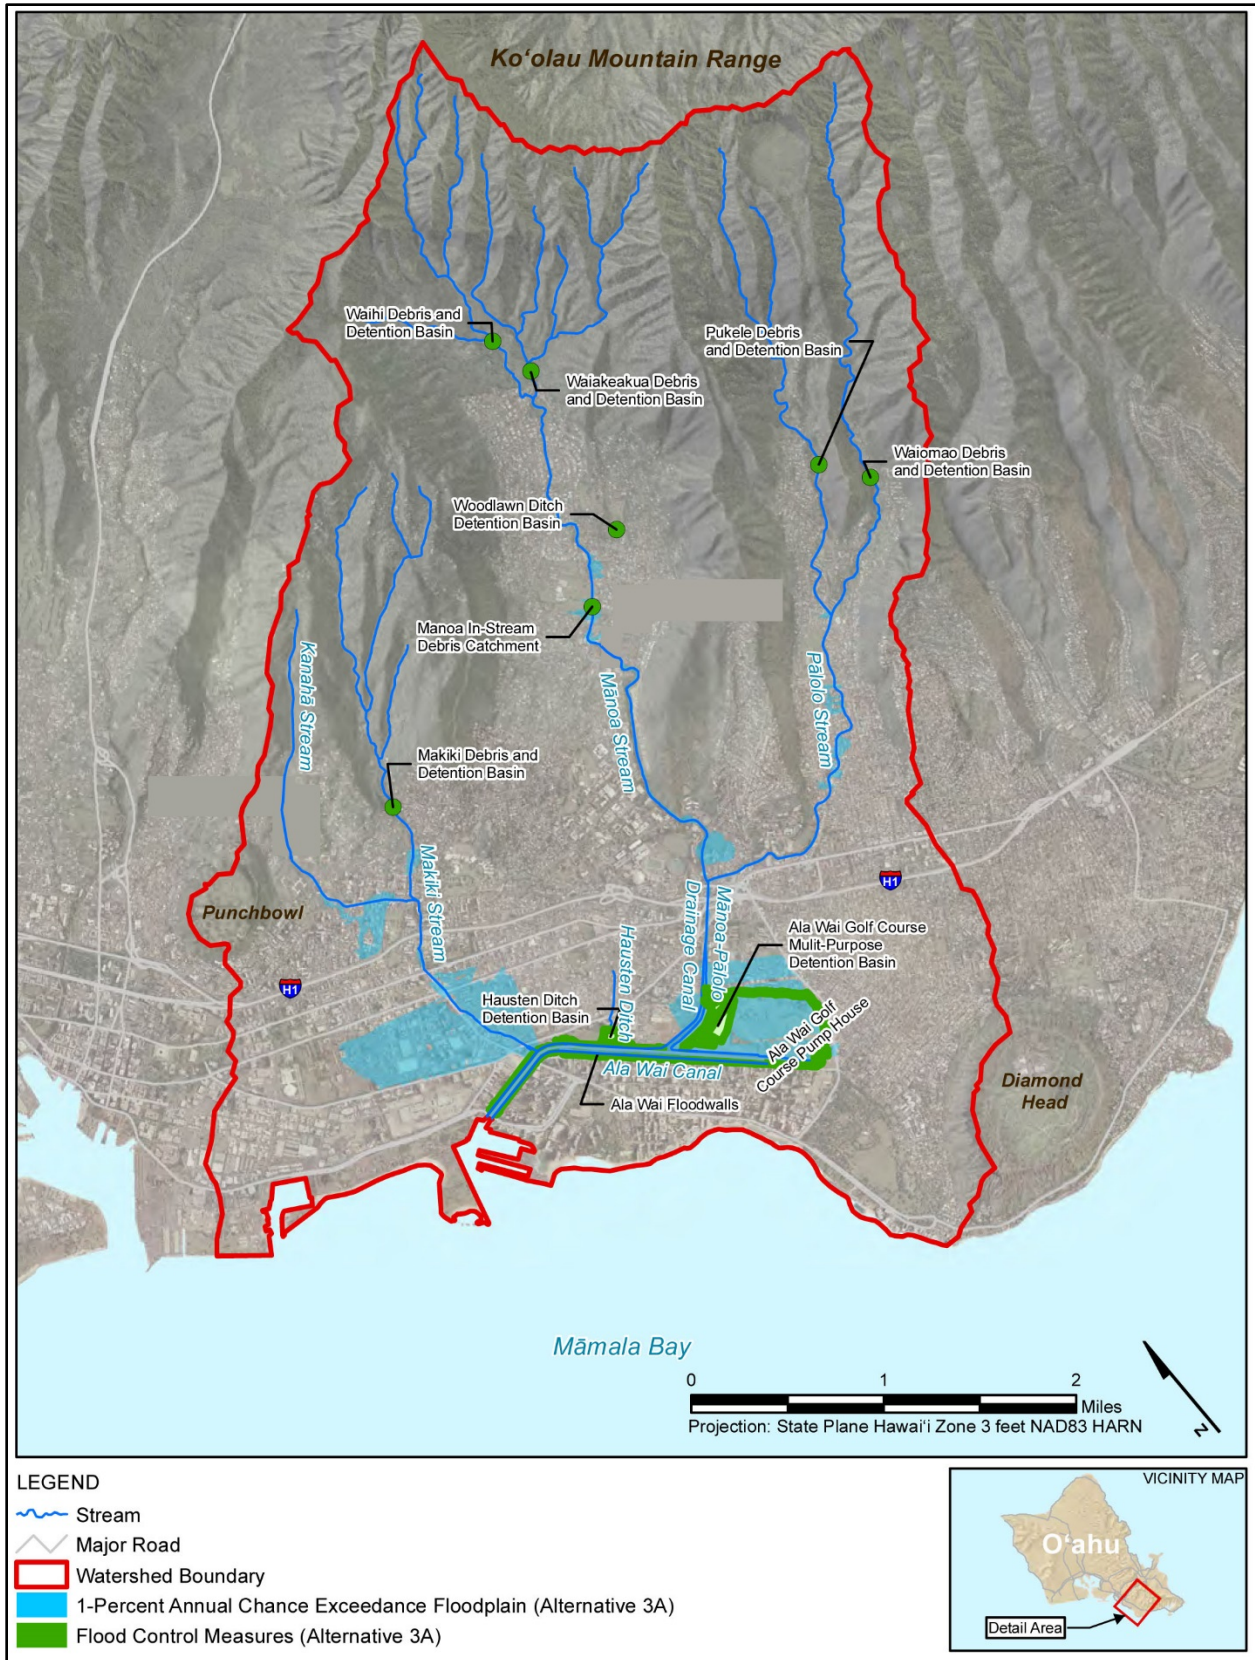 Ko‘olau Mountain Range
Waihi Debris and
Detention Basin
Pukele Debris
and Detention Basin
Waiakeakua Debris
and Detention Basin
Waiomao Debris
and Detention Basin
Woodlawn Ditch
Detention Basin
Manoa In-Stream
Debris Catchment
Kanahā Stream
Mānoa Stream
Pālolo Stream
Makiki Debris and
Detention Basin
Makiki Stream
Punchbowl
H1
H1
Hausten Ditch
Mānoa-Pālolo
Drainage Canal
Ala Wai Golf Course
Mulit-Purpose
Detention Basin
Hausten Ditch
Detention Basin
Ala Wai Golf
Course Pump House
Ala Wai Canal
Ala Wai Floodwalls
Diamond
Head
Māmala Bay
0 1 2
Miles
Projection: State Plane Hawai‘i Zone 3 feet NAD83 HARN
N
LEGEND
Stream
Major Road
Watershed Boundary
1-Percent Annual Chance Exceedance Floodplain (Alternative 3A)
Flood Control Measures (Alternative 3A)
VICINITY MAP
O‘ahu
Detail Area